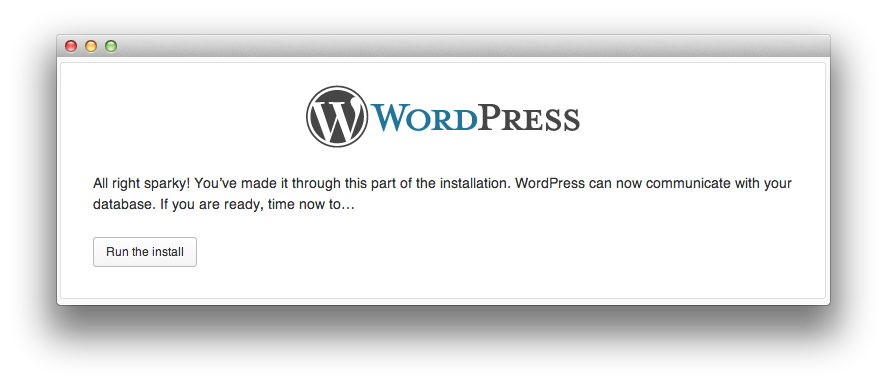 WORDPRESS
All right sparky! You’ve made it through this part of the installation. WordPress can now communicate with your
database. If you are ready, time now to…
Run the install